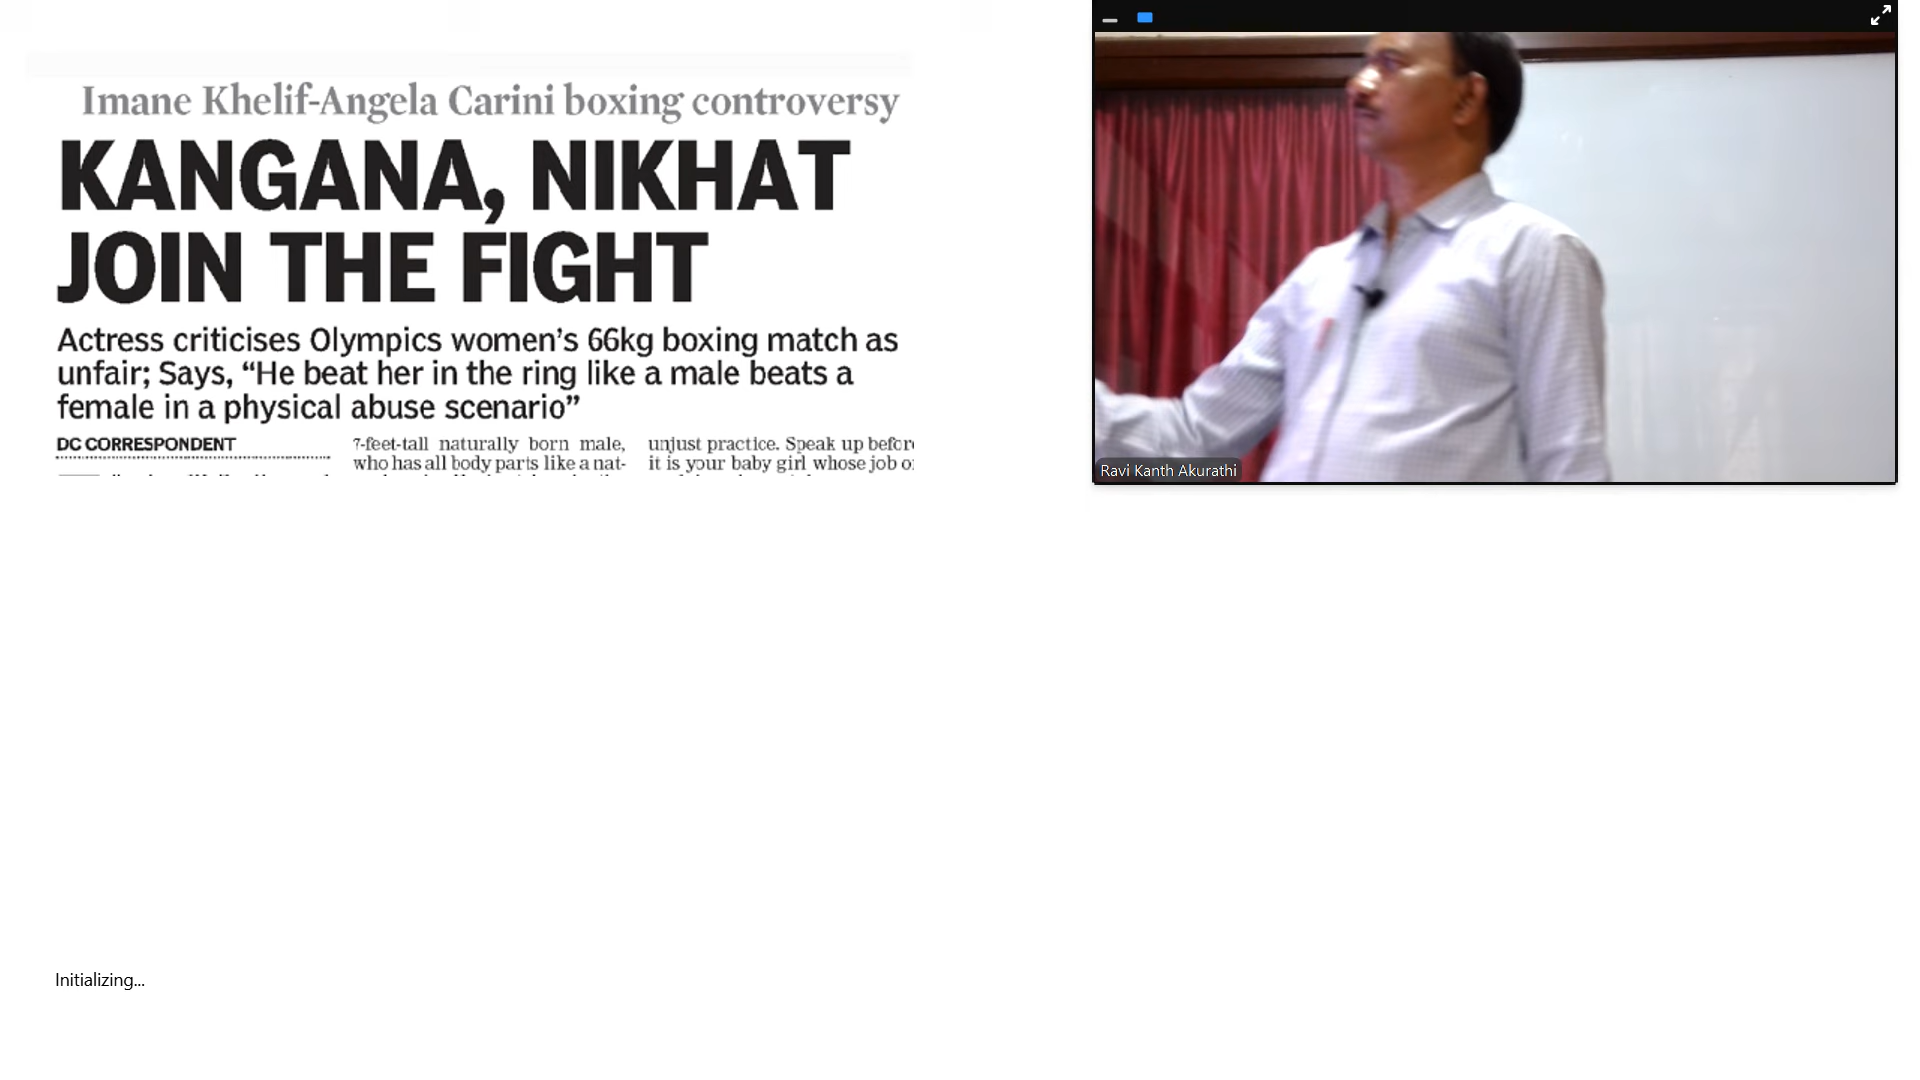 Imane Khelif-Angela Carini boxing controversy
KANGANA, NIKHAT
JOIN THE FIGHT
Actress criticises Olympics women’s 66kg boxing match as
unfair; Says, “He beat her in the ring like a male beats a
female in a physical abuse scenario”
DC CORRESPONDENT
7-feet-tall naturally born male,
who has all body parts like a nat-
unjust practice. Speak up before
it is your baby girl whose job
Ravi Kanth Akurathi
Initializing...